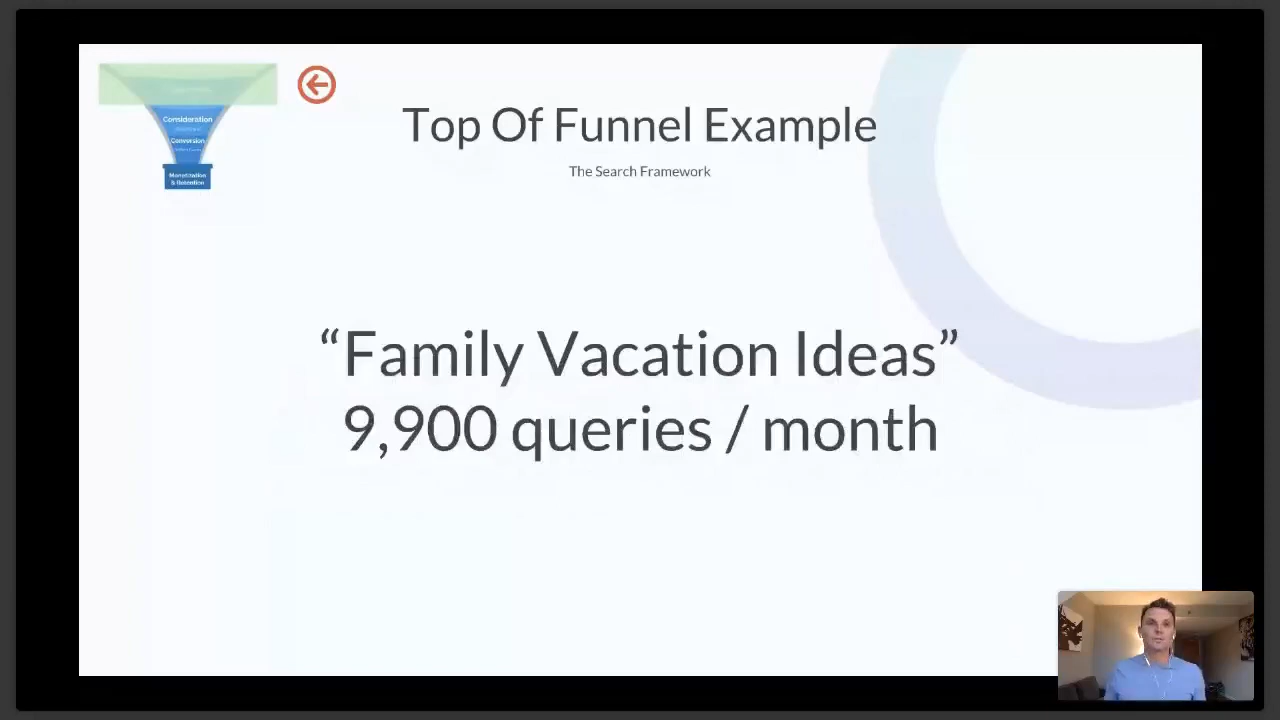 Top Of Funnel Example
The Search Framework
Consideration
Conversion
Monetization
& Retention
“Family Vacation Ideas”
9,900 queries / month